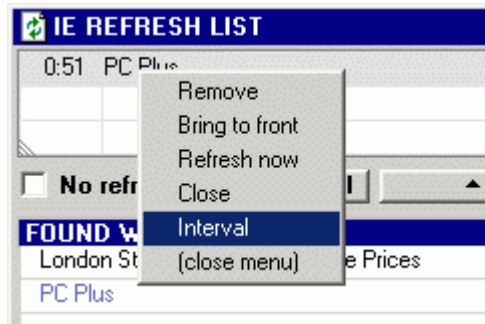 IE REFRESH LIST
0:51 PC Plus
Remove
Bring to front
Refresh now
Close
Interval
(close menu)
No refr
FOUND W
London St e Prices
PC Plus